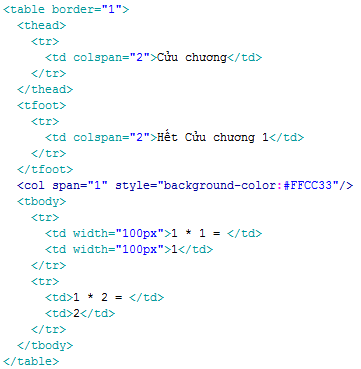 <table border="1">
  <thead>
    <tr>
      <td colspan="2">Cửu chương</td>
    </tr>
  </thead>
  <tfoot>
    <tr>
      <td colspan="2">Hết Cửu chương 1</td>
    </tr>
  </tfoot>
  <col span="1" style="background-color:#FFCC33"/>
  <tbody>
    <tr>
      <td width="100px">1 * 1 = </td>
      <td width="100px">1</td>
    </tr>
    <tr>
      <td>1 * 2 = </td>
      <td>2</td>
    </tr>
  </tbody>
</table>